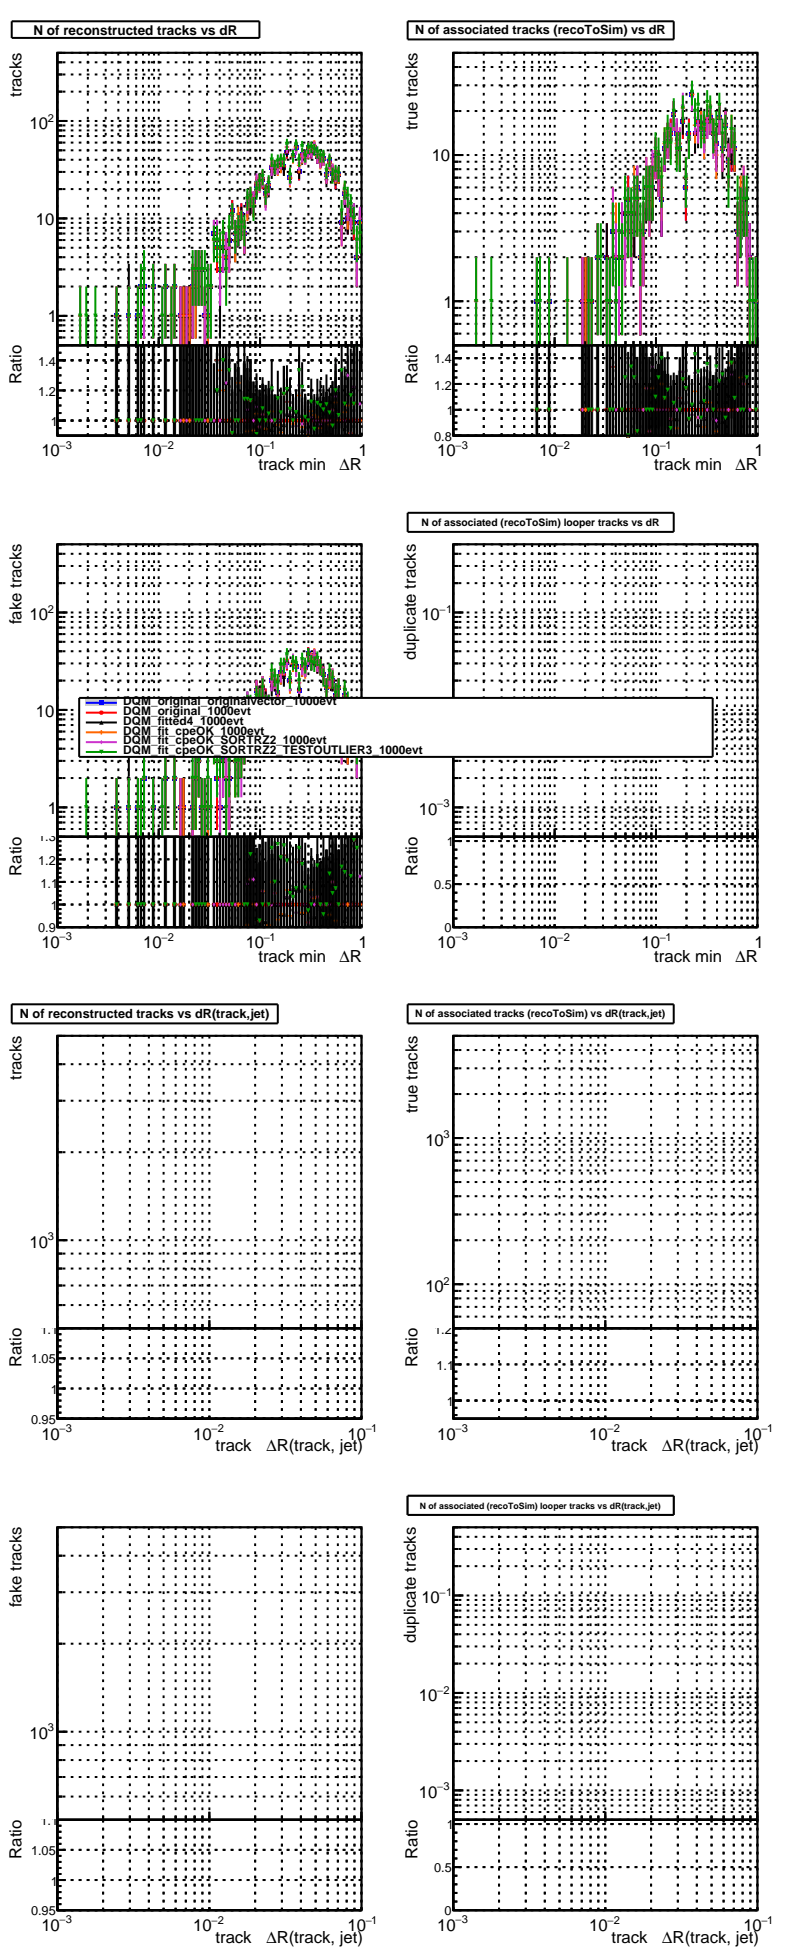 N of reconstructed tracks vs dR
tracks
10²
10
1
Ratio
1.4
1.2
1
10⁻³ 10⁻² 10⁻¹ 1
track min ΔR
N of associated tracks (recoToSim) vs dR
true tracks
10
1
Ratio
1.4
1.2
1
0.8
10⁻³ 10⁻² 10⁻¹ 1
track min ΔR
fake tracks
10²
10
1
Ratio
1.3
1.2
1.1
1
0.9
10⁻³ 10⁻² 10⁻¹ 1
track min ΔR
N of associated (recoToSim) looper tracks vs dR
duplicate tracks
10⁻¹
10⁻³
Ratio
1
0.5
0
10⁻³ 10⁻² 10⁻¹ 1
track min ΔR
DQM_original_originalvector_1000evt
DQM_original_1000evt
DQM_fitted4_1000evt
DQM_fit_cpeOK_1000evt
DQM_fit_cpeOK_SORTRZ2_1000evt
DQM_fit_cpeOK_SORTRZ2_TESTOUTLIER3_1000evt
N of reconstructed tracks vs dR(track,jet)
tracks
10³
Ratio
1.1
1.05
1
0.95
10⁻³ 10⁻² 10⁻¹
track ΔR(track, jet)
N of associated tracks (recoToSim) vs dR(track,jet)
true tracks
10³
10²
Ratio
1.2
1.1
1
10⁻³ 10⁻² 10⁻¹
track ΔR(track, jet)
fake tracks
10³
Ratio
1.1
1.05
1
0.95
10⁻³ 10⁻² 10⁻¹
track ΔR(track, jet)
N of associated (recoToSim) looper tracks vs dR(track,jet)
duplicate tracks
10⁻¹
10⁻²
10⁻³
Ratio
1
0.5
0
10⁻³ 10⁻² 10⁻¹
track ΔR(track, jet)